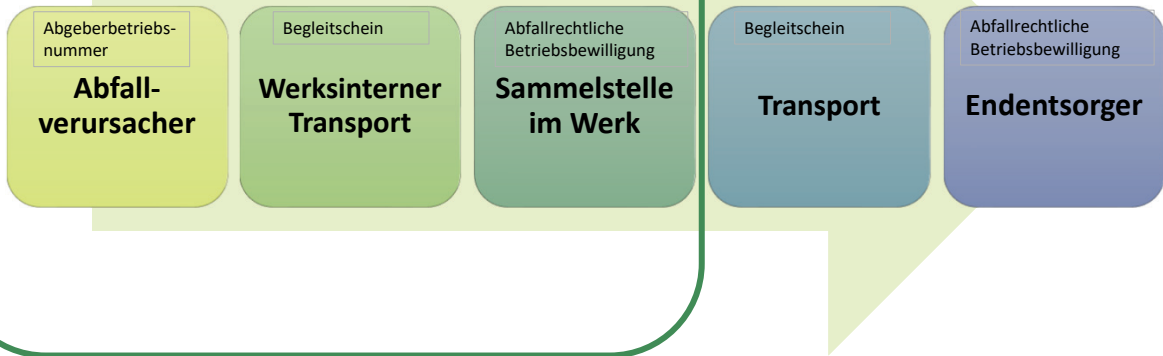 Abgeberbetriebs-
nummer
Abfall-
verursacher
Begleitschein
Werksinterner
Transport
Abfallrechtliche
Betriebsbewilligung
Sammelstelle
im Werk
Begleitschein
Transport
Abfallrechtliche
Betriebsbewilligung
Endentsorger